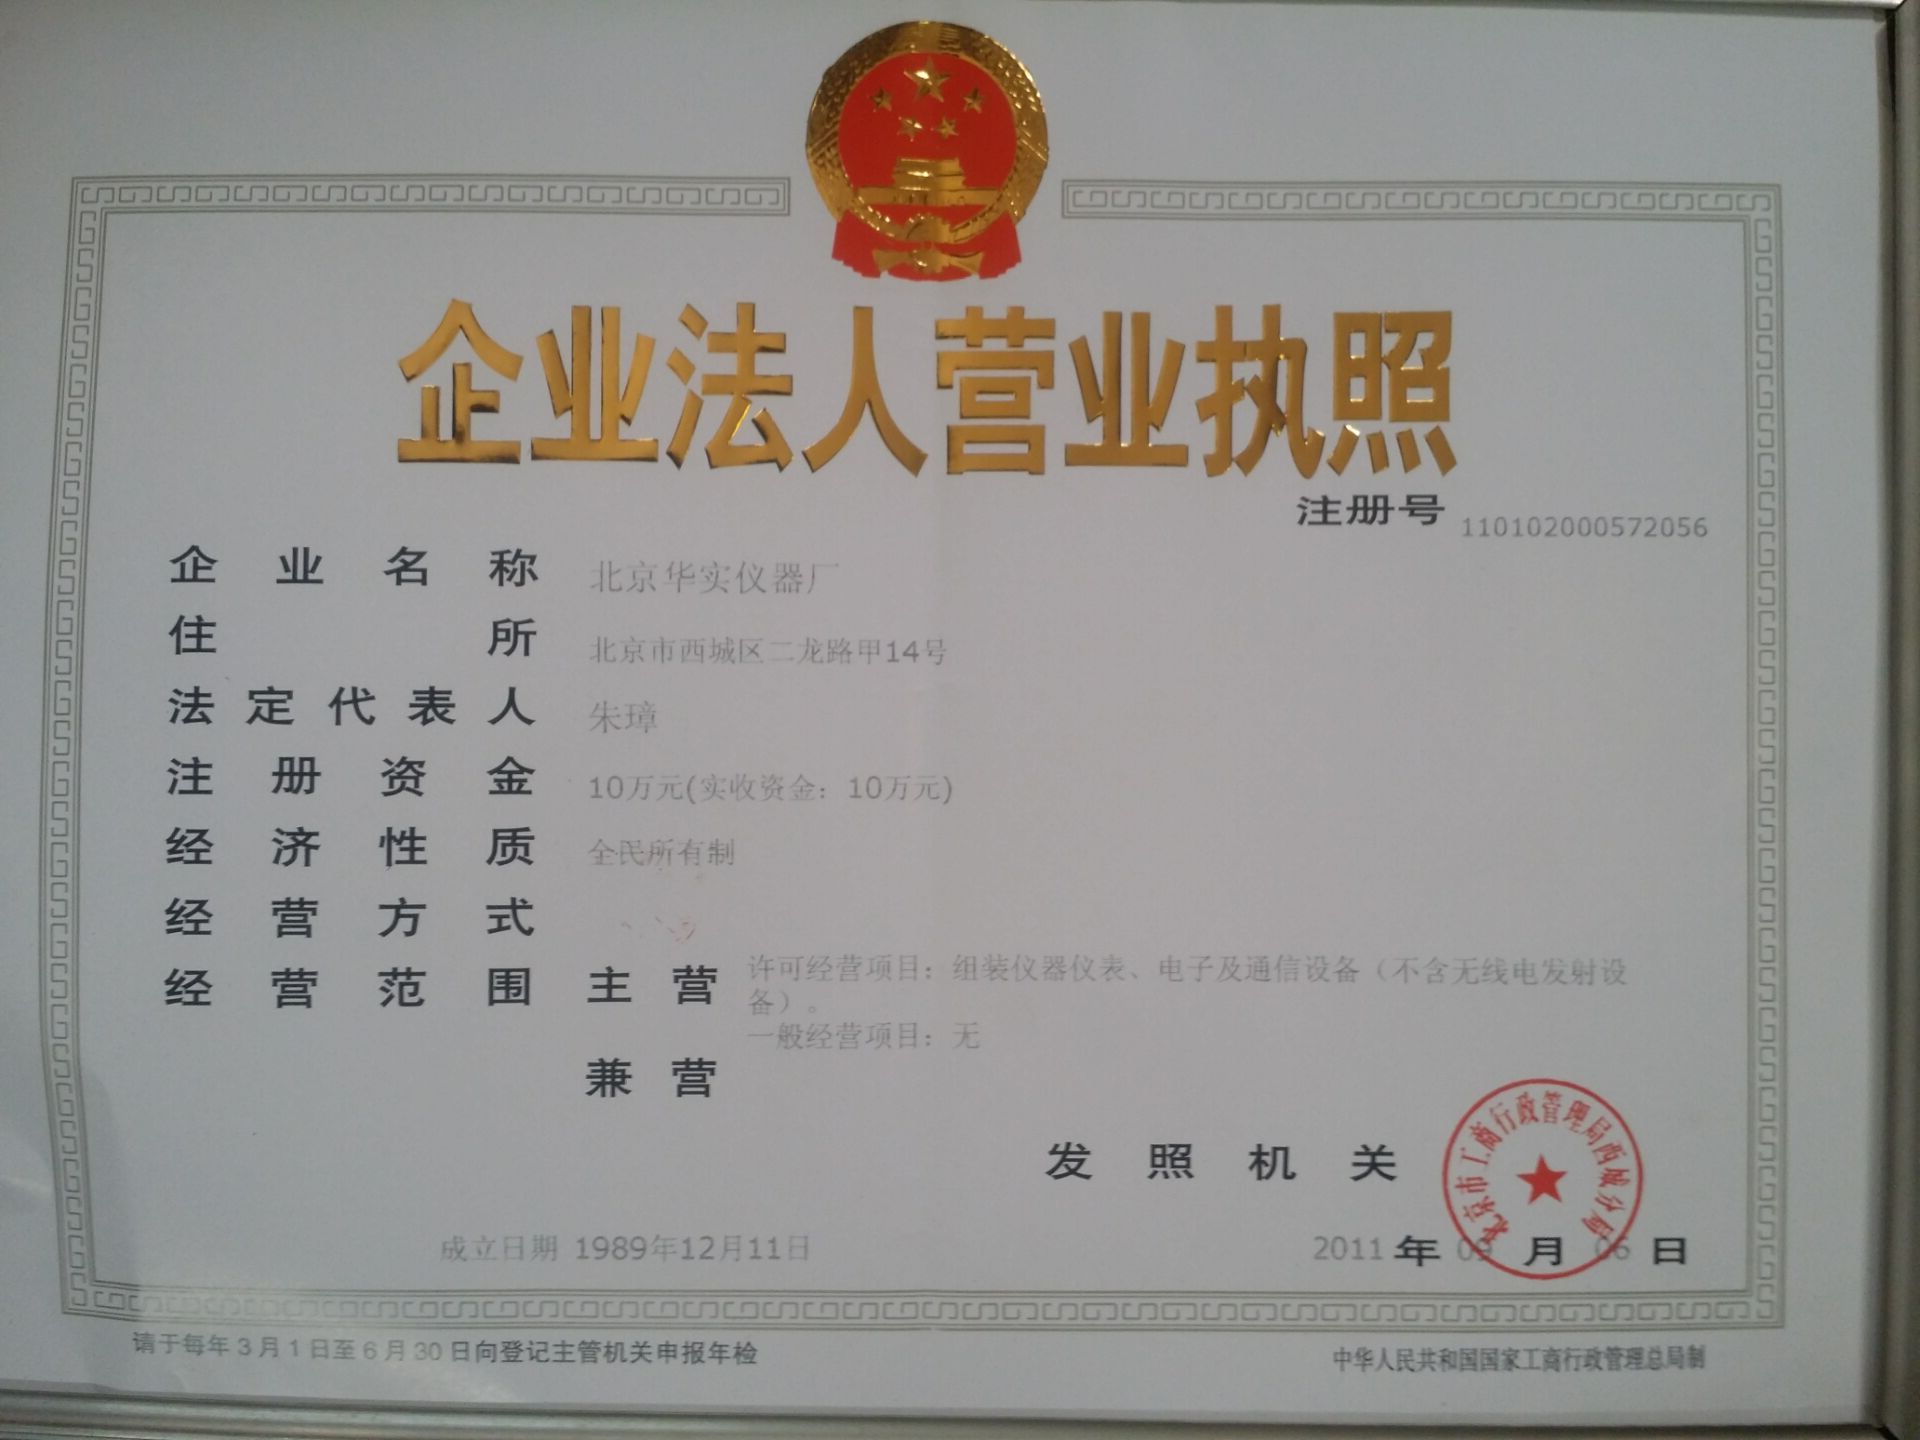 企业法人营业执照
注册号 110102000572056
企业名称 北京华实仪器厂
住所 北京市西城区二龙路甲14号
法定代表人 朱璋
注册资金 10万元(实收资金：10万元)
经济性质 全民所有制
经营方式
经营范围 主营 许可经营项目：组装仪器仪表、电子及通信设备（不含无线电发射设
备）。
一般经营项目：无
兼营
发照机关
北京市工商行政管理局西城分局
成立日期 1989年12月11日
2011 年 09 月 06 日
请于每年3月1日至6月30日向登记主管机关申报年检
中华人民共和国国家工商行政管理总局制